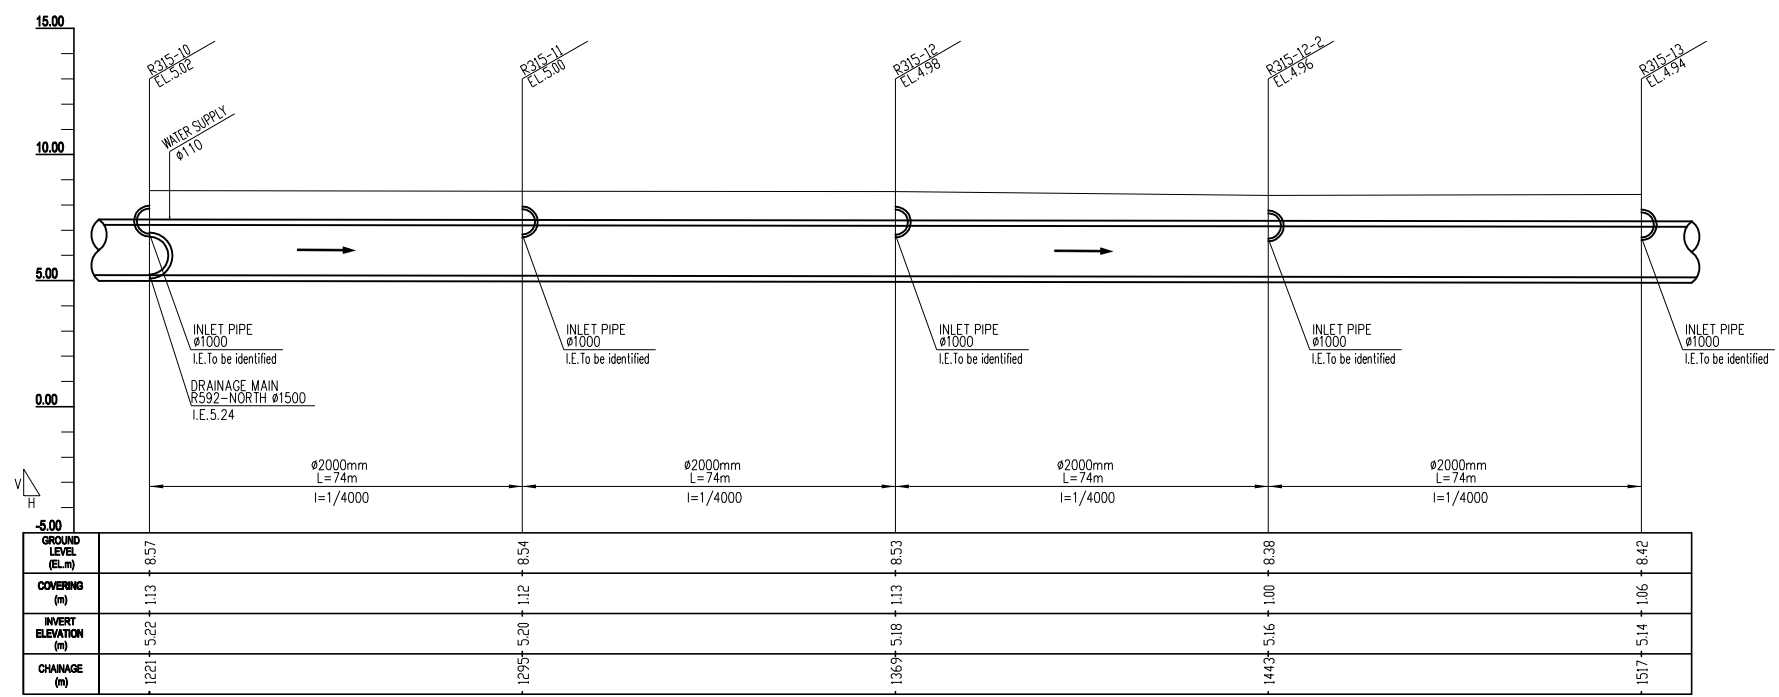 15.00
10.00
5.00
0.00
-5.00
R315-10
EL.5.02
R315-11
EL.5.00
R315-12
EL.4.98
R315-12-2
EL.4.96
R315-13
EL.4.94
WATER SUPPLY
ø110
INLET PIPE
ø1000
I.E.To be identified
DRAINAGE MAIN
R592-NORTH ø1500
I.E.5.24
INLET PIPE
ø1000
I.E.To be identified
INLET PIPE
ø1000
I.E.To be identified
INLET PIPE
ø1000
I.E.To be identified
INLET PIPE
ø1000
I.E.To be identified
V
H
ø2000mm
L=74m
I=1/4000
ø2000mm
L=74m
I=1/4000
ø2000mm
L=74m
I=1/4000
ø2000mm
L=74m
I=1/4000
GROUND
LEVEL
(EL.m)
8.57
8.54
8.53
8.38
8.42
COVERING
(m)
1.13
1.12
1.13
1.00
1.06
INVERT
ELEVATION
(m)
5.22
5.20
5.18
5.16
5.14
CHAINAGE
(m)
1221
1295
1369
1443
1517